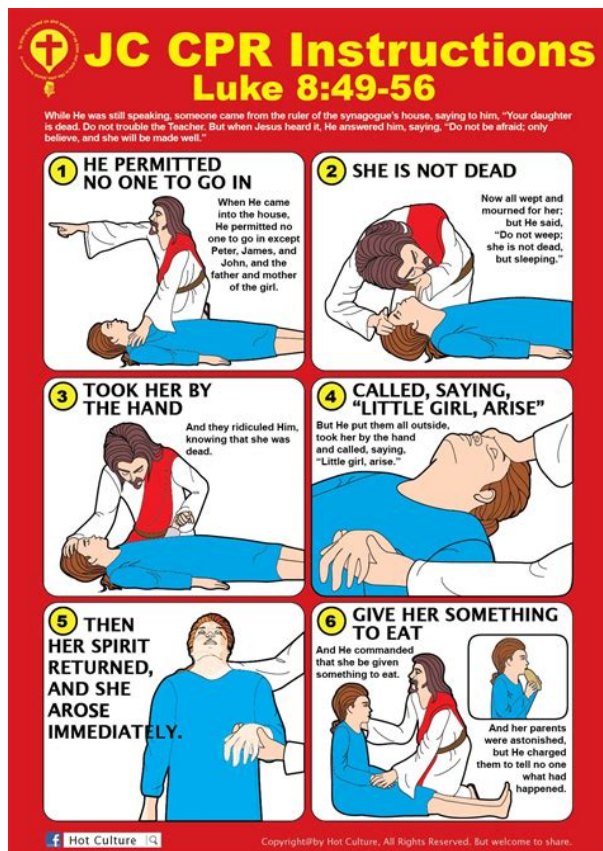 JC CPR Instructions
Luke 8:49-56
While He was still speaking, someone came from the ruler of the synagogue's house, saying to him, "Your daughter
is dead. Do not trouble the Teacher. But when Jesus heard it, He answered him, saying, "Do not be afraid; only
believe, and she will be made well."
1 HE PERMITTED
NO ONE TO GO IN
When He came
into the house,
He permitted no
one to go in except
Peter, James, and
John, and the
father and mother
of the girl.
2 SHE IS NOT DEAD
Now all wept and
mourned for her;
but He said,
"Do not weep;
she is not dead,
but sleeping."
3 TOOK HER BY
THE HAND
And they ridiculed Him,
knowing that she was
dead.
4 CALLED, SAYING,
"LITTLE GIRL, ARISE"
But He put them all outside,
took her by the hand
and called, saying,
"Little girl, arise."
5 THEN
HER SPIRIT
RETURNED,
AND SHE
AROSE
IMMEDIATELY.
6 GIVE HER SOMETHING
TO EAT
And He commanded
that she be given
something to eat.
And her parents
were astonished,
but He charged
them to tell no one
what had
happened.
f Hot Culture
Copyright@by Hot Culture, All Rights Reserved. But welcome to share.